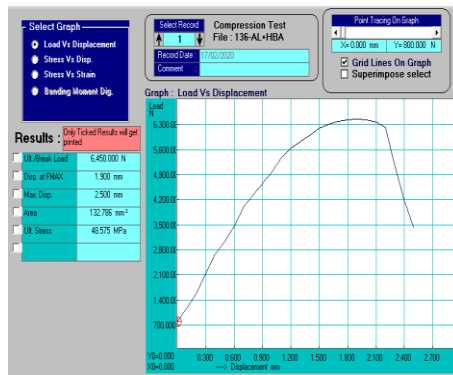 Select Graph
Load Vs Displacement
Stress Vs Disp.
Stress Vs Strain
Banding Moment Dig.
Select Record
1
Compression Test
File : 136-AL+HBA
Record Date : 17/02/2020
Comment :
Point Tracing On Graph
X= 0.000 mm Y= 800.000 N
Grid Lines On Graph
Superimpose select
Results :
Only Ticked Results will get printed
Ult./Break Load 6,450.000 N
Disp. at FMAX 1.900 mm
Max. Disp. 2.500 mm
Area 132.786 mm²
Ult. Stress 48.575 MPa
Graph : Load Vs Displacement
Load
N
6,300.00
5,600.00
4,900.00
4,200.00
3,500.00
2,800.00
2,100.00
1,400.00
700.000
Y0=0.000
X0=0.000
0.300 0.600 0.900 1.200 1.500 1.800 2.100 2.400 2.700
---> Displacement mm